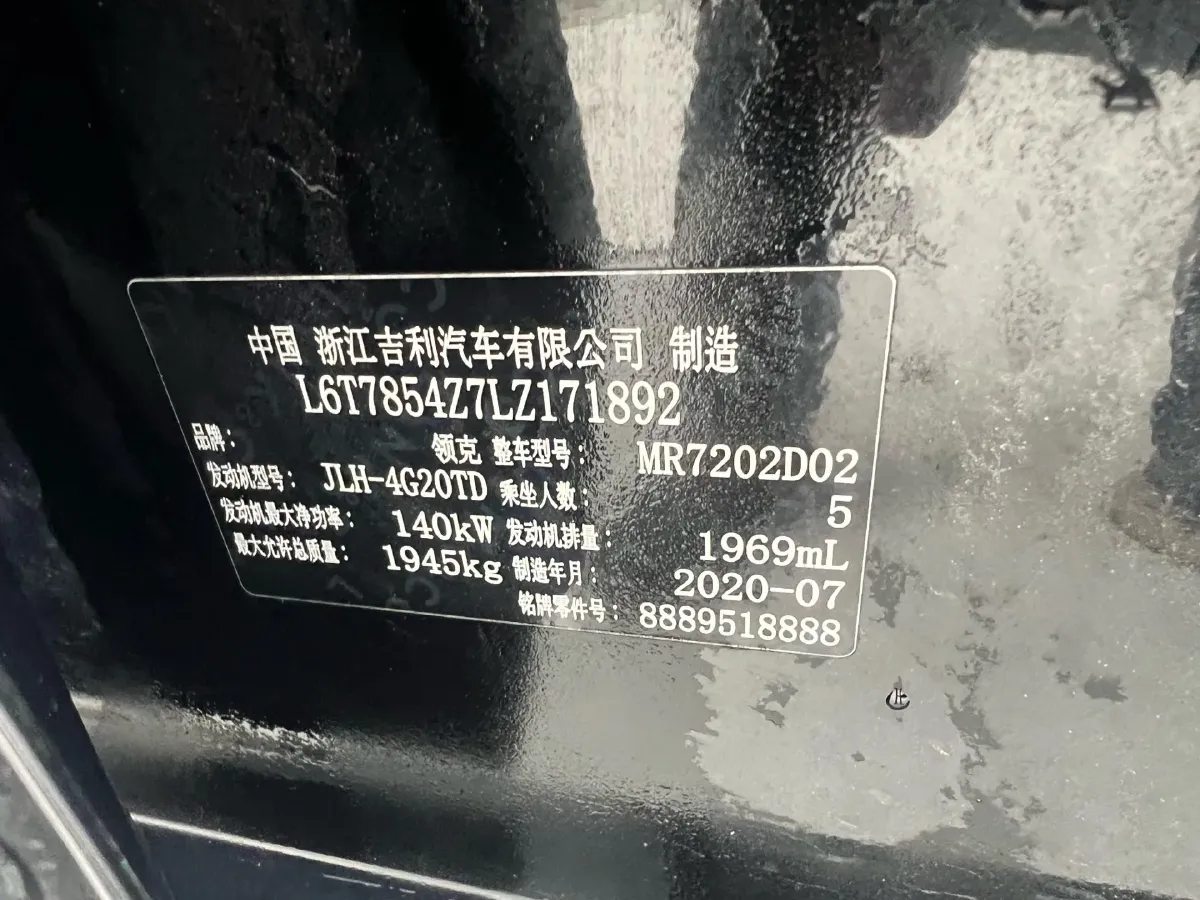 中国 浙江吉利汽车有限公司 制造
L6T7854Z7LZ171892
品牌： 领克 整车型号： MR7202D02
发动机型号： JLH-4G20TD 乘坐人数： 5
发动机最大净功率： 140kW 发动机排量： 1969mL
最大允许总质量： 1945kg 制造年月： 2020-07
铭牌零件号： 8889518888